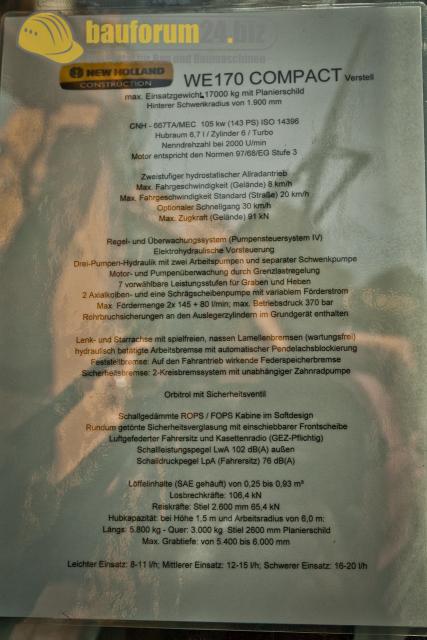 bauforum24.biz
NEW HOLLAND
CONSTRUCTION
WE170 COMPACT Verstell
max. Einsatzgewicht 17000 kg mit Planierschild
Hinterer Schwenkradius von 1.900 mm
CNH - 667TA/MEC 105 kw (143 PS) ISO 14396
Hubraum 6,7 l / Zylinder 6 / Turbo
Nenndrehzahl bei 2000 U/min
Motor entspricht den Normen 97/68/EG Stufe 3
Zweistufiger hydrostatischer Allradantrieb
Max. Fahrgeschwindigkeit (Gelände) 8 km/h
Max. Fahrgeschwindigkeit Standard (Straße) 20 km/h
Optionaler Schnellgang 30 km/h
Max. Zugkraft (Gelände) 91 kN
Regel- und Überwachungssystem (Pumpensteuersystem IV)
Elektrohydraulische Vorsteuerung
Drei-Pumpen-Hydraulik mit zwei Arbeitspumpen und separater Schwenkpumpe
Motor- und Pumpenüberwachung durch Grenzlastregelung
7 vorwählbare Leistungsstufen für Graben und Heben
2 Axialkolben- und eine Schrägscheibenpumpe mit variablem Förderstrom
Max. Fördermenge 2x 145 + 80 l/min; max. Betriebsdruck 370 bar
Rohrbruchsicherungen an den Auslegerzylindern im Grundgerät enthalten
Lenk- und Starrachse mit spielfreien, nassen Lamellenbremsen (wartungsfrei)
hydraulisch betätigte Arbeitsbremse mit automatischer Pendelachsblockierung
Feststellbremse: Auf den Fahrantrieb wirkende Federspeicherbremse
Sicherheitsbremse: 2-Kreisbremssystem mit unabhängiger Zahnradpumpe
Orbitrol mit Sicherheitsventil
Schallgedämmte ROPS / FOPS Kabine im Softdesign
Rundum getönte Sicherheitsverglasung mit einschiebbarer Frontscheibe
Luftgefederter Fahrersitz und Kasettenradio (GEZ-Pflichtig)
Schallleistungspegel LwA 102 dB(A) außen
Schalldruckpegel LpA (Fahrersitz) 76 dB(A)
Löffelinhalte (SAE gehäuft) von 0,25 bis 0,93 m³
Losbrechkräfte: 106,4 kN
Reiskräfte: Stiel 2.600 mm 65,4 kN
Hubkapazität: bei Höhe 1,5 m und Arbeitsradius von 6,0 m:
Längs: 5.800 kg - Quer: 3.000 kg Stiel 2600 mm Planierschild
Max. Grabtiefe: von 5.400 bis 6.000 mm
Leichter Einsatz: 8-11 l/h; Mittlerer Einsatz: 12-15 l/h; Schwerer Einsatz: 16-20 l/h